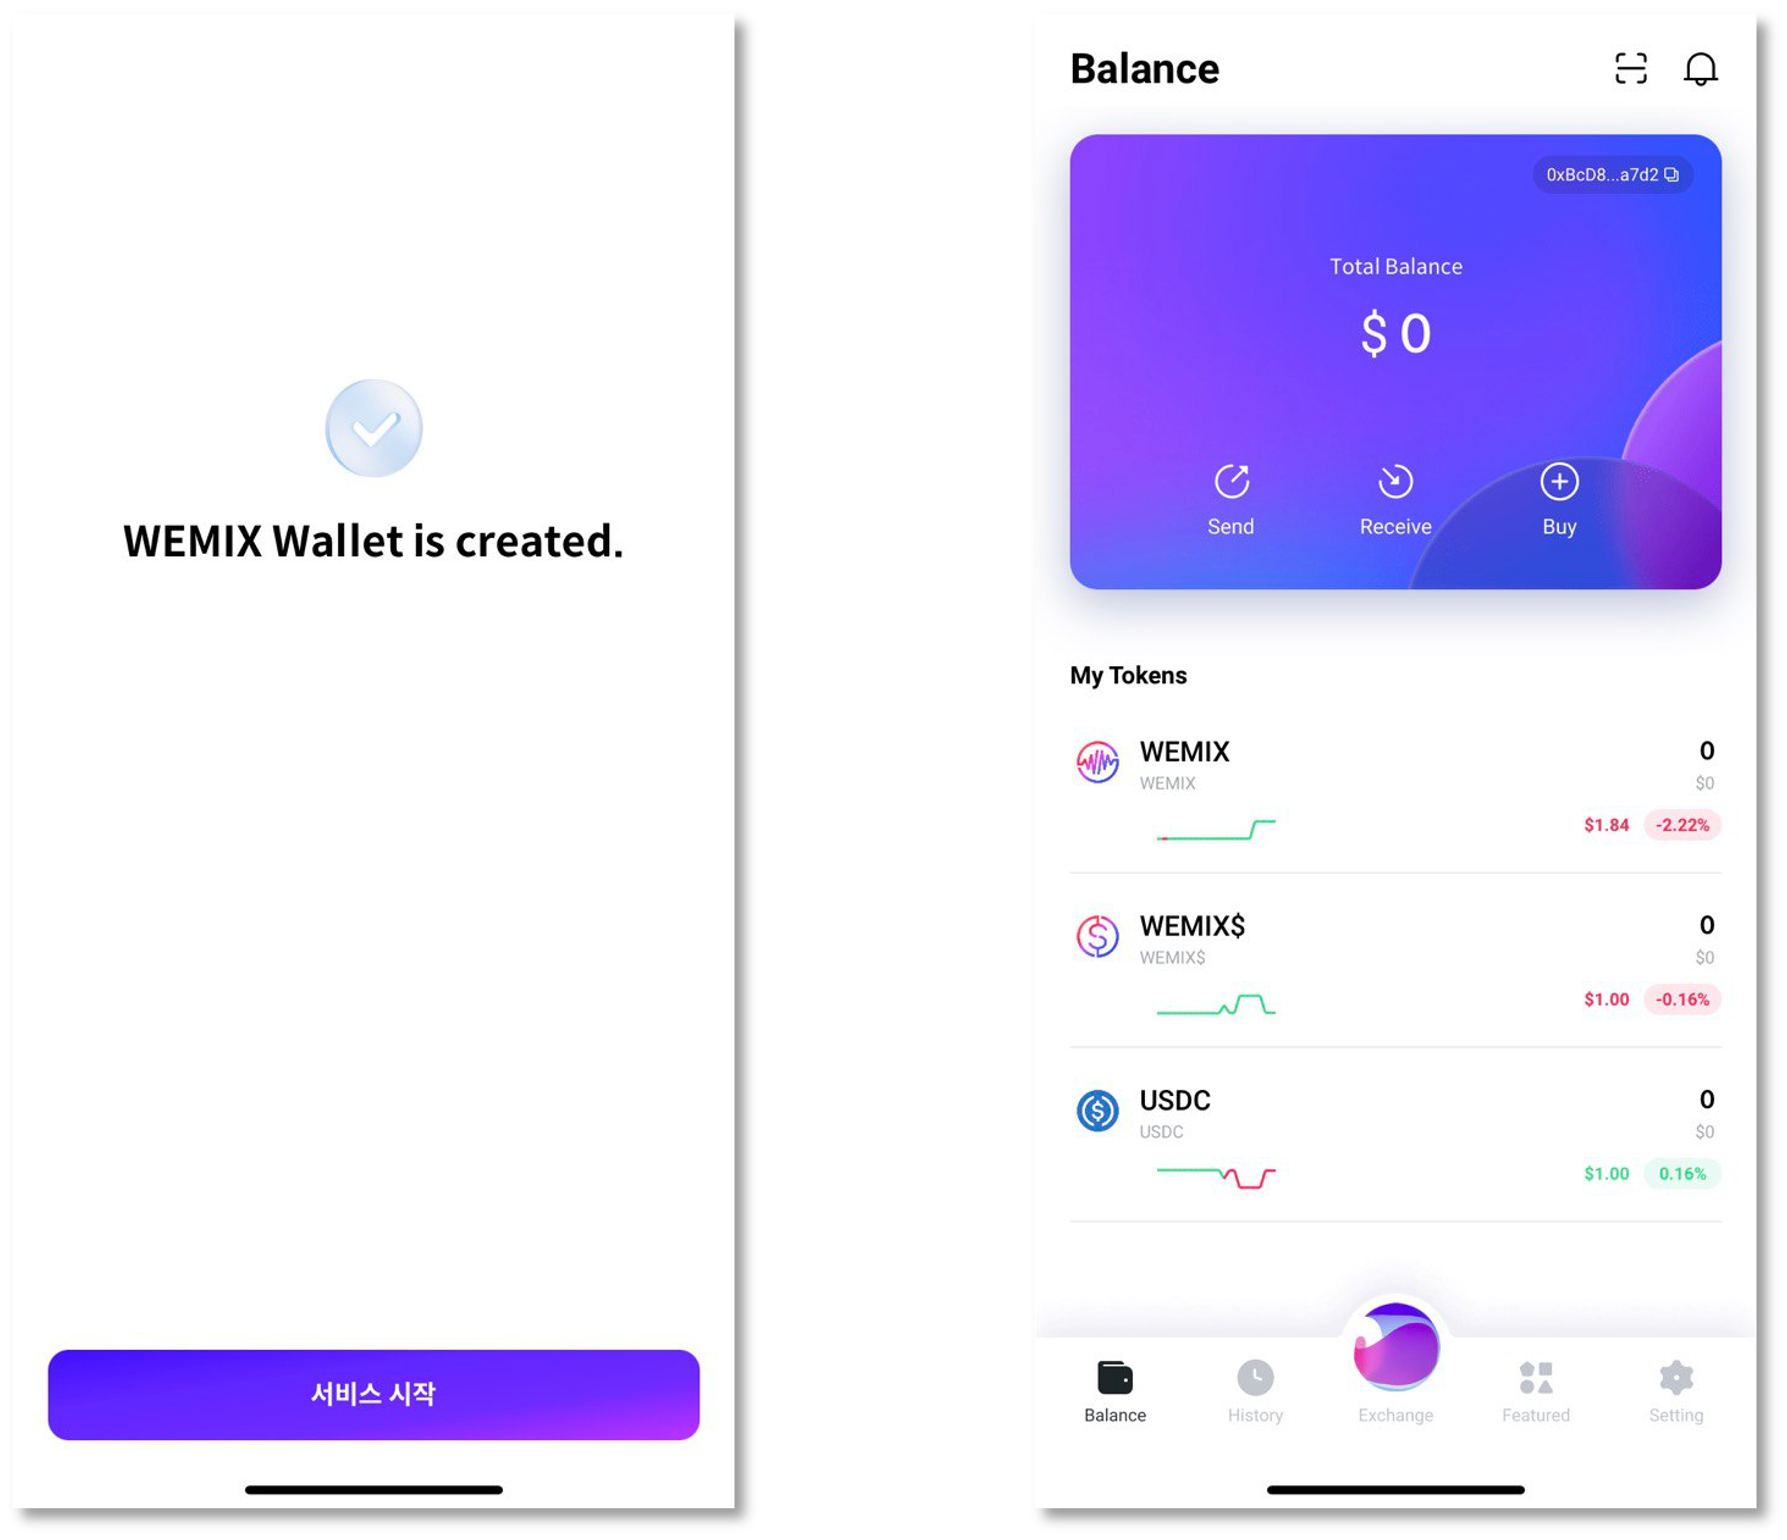 WEMIX Wallet is created.
서비스 시작
Balance
0xBcD8...a7d2
Total Balance
$ 0
Send Receive Buy
My Tokens
WEMIX 0
WEMIX $0
$1.84 -2.22%
WEMIX$ 0
WEMIX$ $0
$1.00 -0.16%
USDC 0
USDC $0
$1.00 0.16%
Balance History Exchange Featured Setting